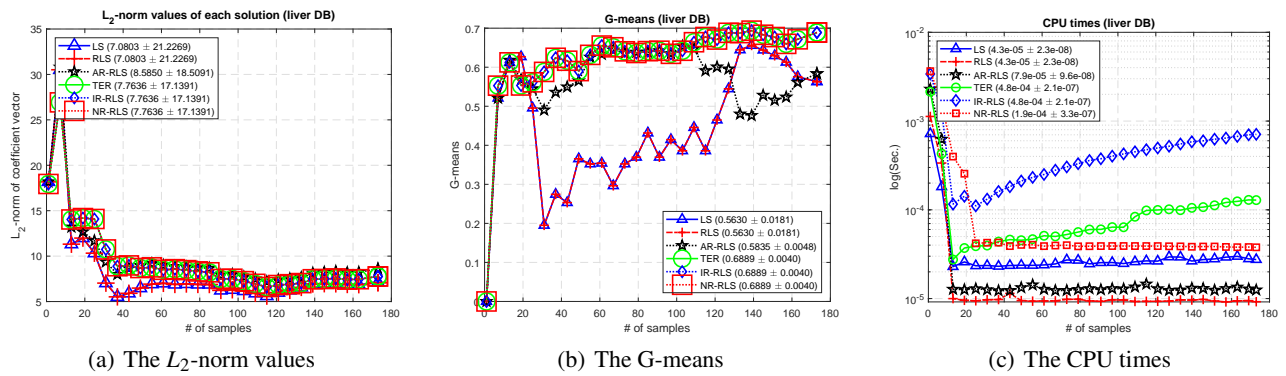 L2-norm values of each solution (liver DB)
35
30
25
20
15
10
5
0
20
40
60
80
100
120
140
160
180
L2-norm of coefficient vector
# of samples
LS (7.0803 ± 21.2269)
RLS (7.0803 ± 21.2269)
AR-RLS (8.5850 ± 18.5091)
TER (7.7636 ± 17.1391)
IR-RLS (7.7636 ± 17.1391)
NR-RLS (7.7636 ± 17.1391)
(a) The L2-norm values
G-means (liver DB)
0.7
0.6
0.5
0.4
0.3
0.2
0.1
0
0
20
40
60
80
100
120
140
160
180
G-means
# of samples
LS (0.5630 ± 0.0181)
RLS (0.5630 ± 0.0181)
AR-RLS (0.5835 ± 0.0048)
TER (0.6889 ± 0.0040)
IR-RLS (0.6889 ± 0.0040)
NR-RLS (0.6889 ± 0.0040)
(b) The G-means
CPU times (liver DB)
10-2
10-3
10-4
10-5
0
20
40
60
80
100
120
140
160
180
log(Sec.)
# of samples
LS (4.3e-05 ± 2.3e-08)
RLS (4.3e-05 ± 2.3e-08)
AR-RLS (7.9e-05 ± 9.6e-08)
TER (4.8e-04 ± 2.1e-07)
IR-RLS (4.8e-04 ± 2.1e-07)
NR-RLS (1.9e-04 ± 3.3e-07)
(c) The CPU times